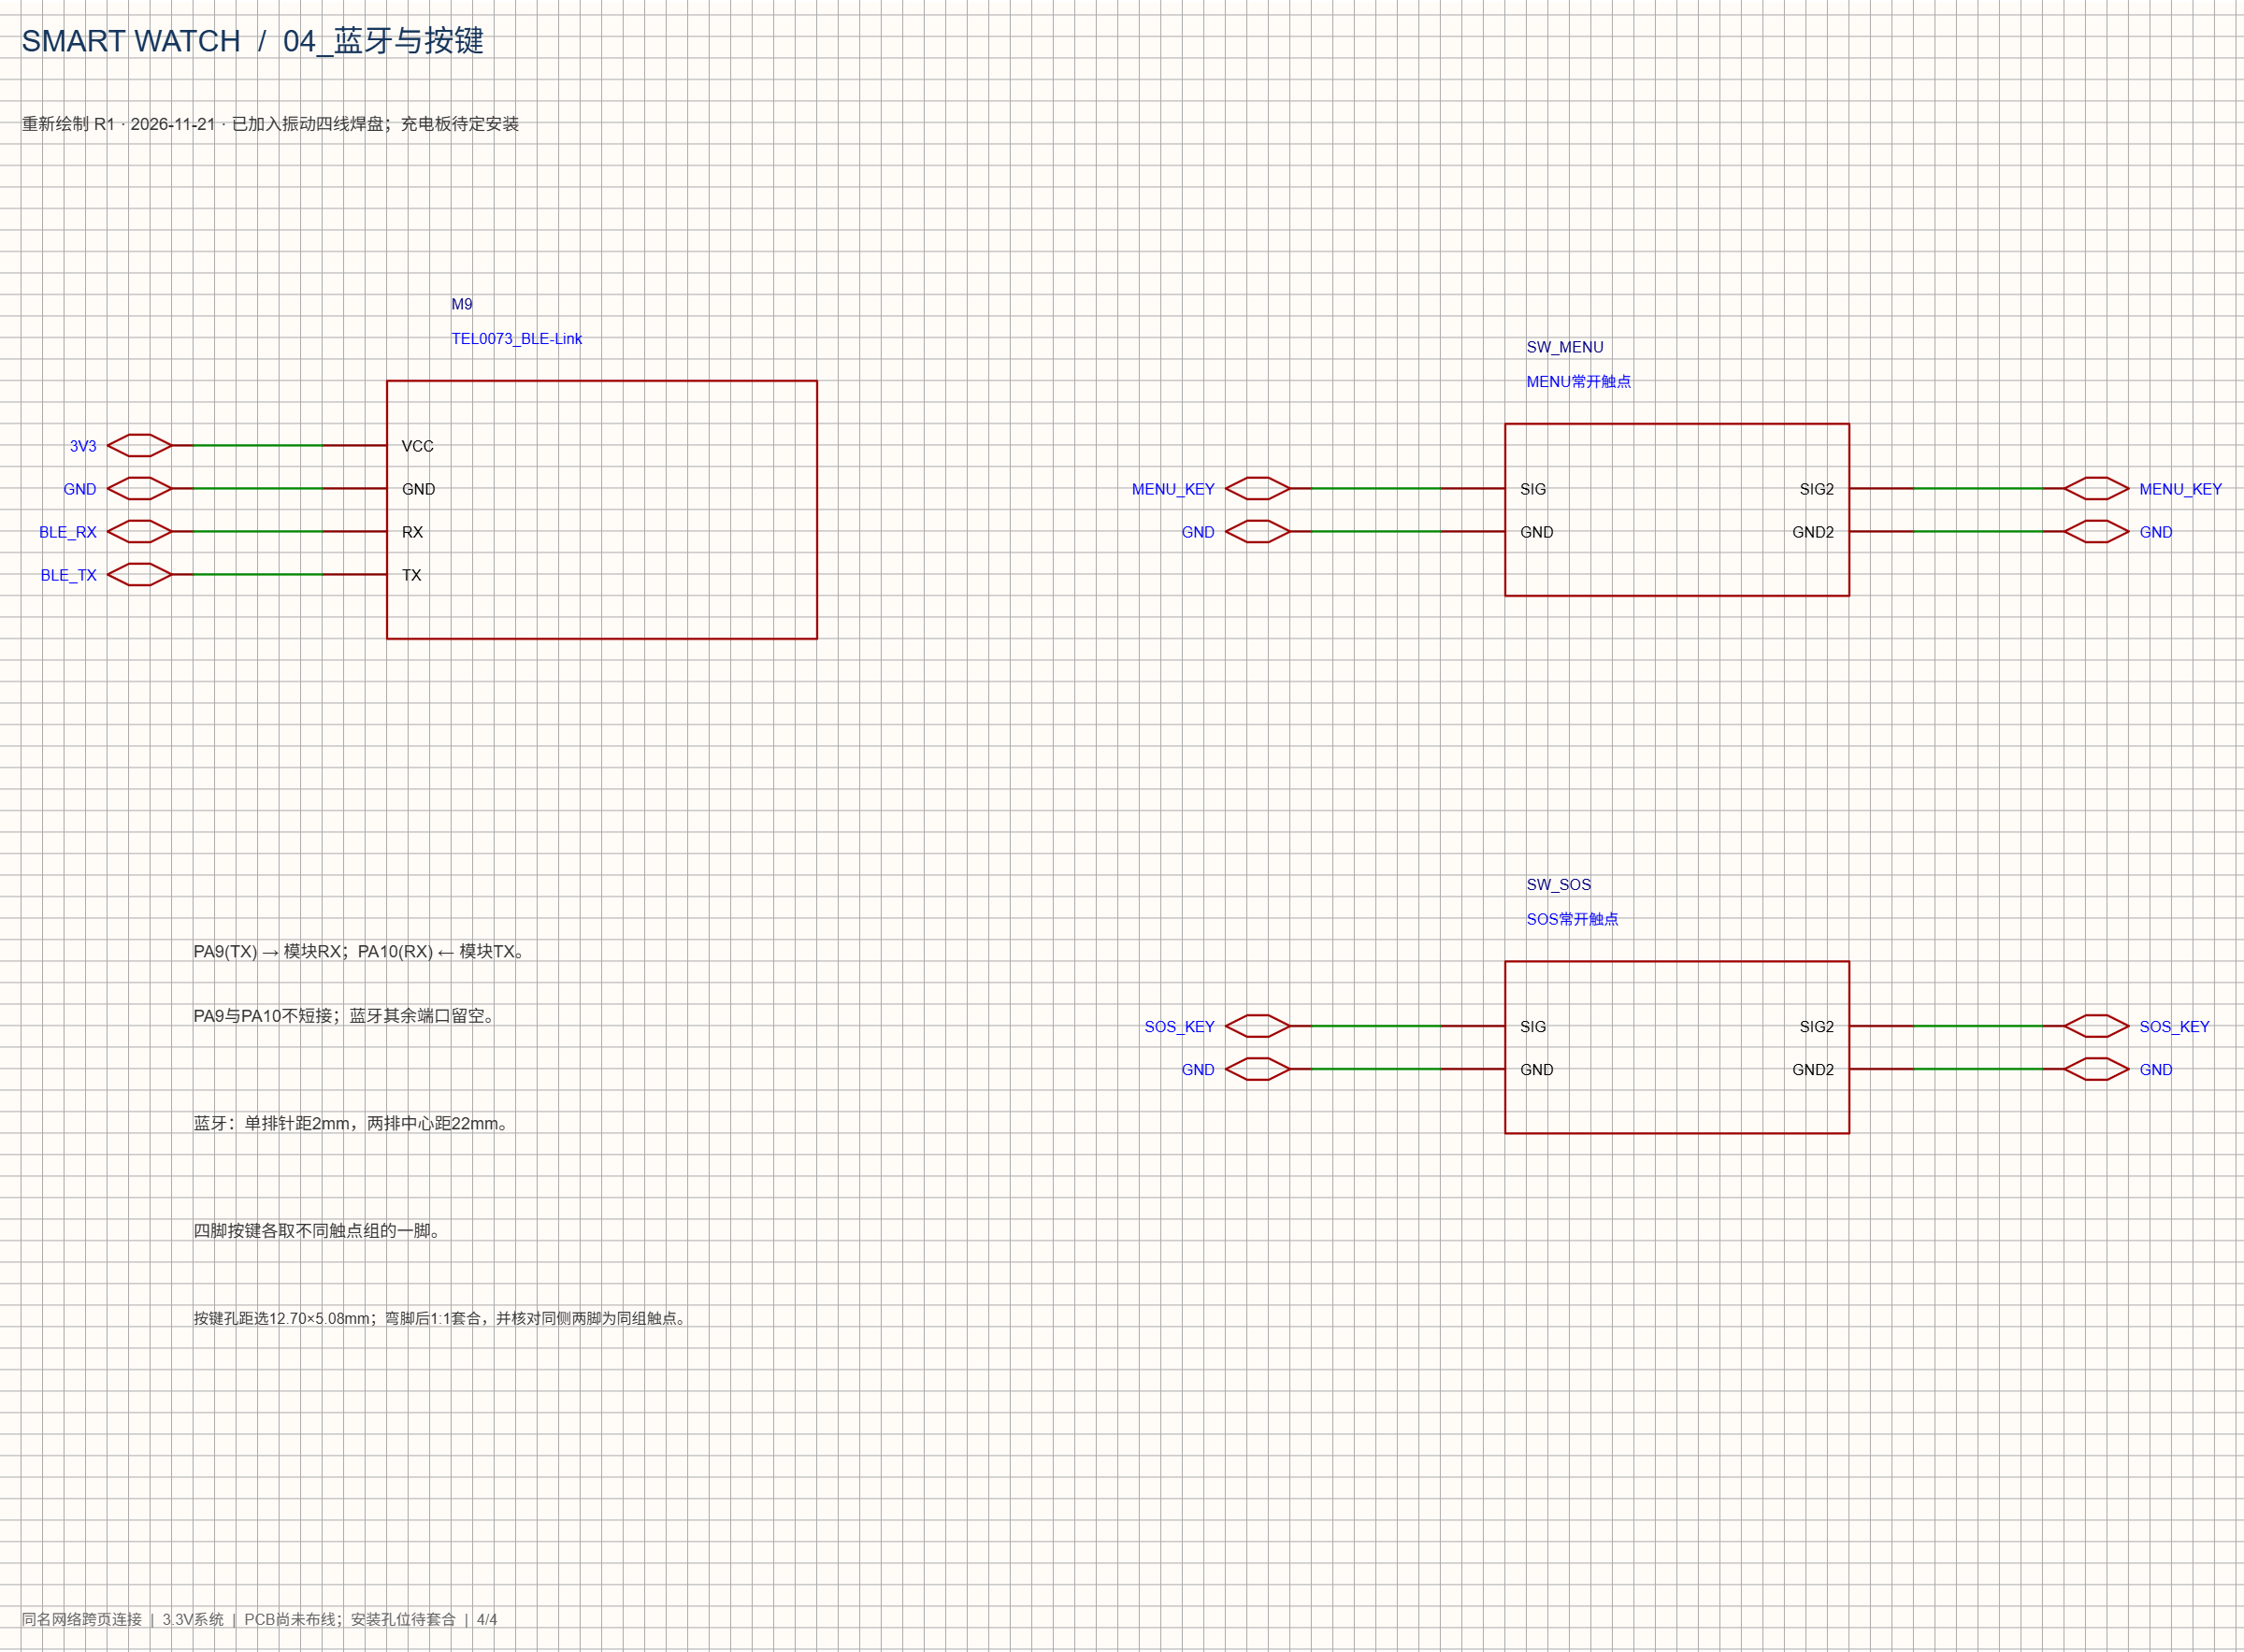 SMART WATCH / 04_蓝牙与按键
重新绘制 R1 · 2026-11-21 · 已加入振动四线焊盘；充电板待定安装
M9
TEL0073_BLE-Link
3V3
VCC
GND
GND
BLE_RX
RX
BLE_TX
TX
SW_MENU
MENU常开触点
MENU_KEY
SIG
SIG2
MENU_KEY
GND
GND
GND2
GND
SW_SOS
SOS常开触点
SOS_KEY
SIG
SIG2
SOS_KEY
GND
GND
GND2
GND
PA9(TX) → 模块RX；PA10(RX) ← 模块TX。
PA9与PA10不短接；蓝牙其余端口留空。
蓝牙：单排针距2mm，两排中心距22mm。
四脚按键各取不同触点组的一脚。
按键孔距选12.70×5.08mm；弯脚后1:1套合，并核对同侧两脚为同组触点。
同名网络跨页连接 | 3.3V系统 | PCB尚未布线；安装孔位待套合 | 4/4